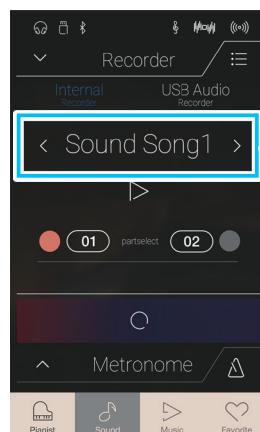 Recorder
Internal USB Audio
Recorder Recorder
Sound Song1
01 partselect 02
Metronome
Pianist Sound Music Favorite